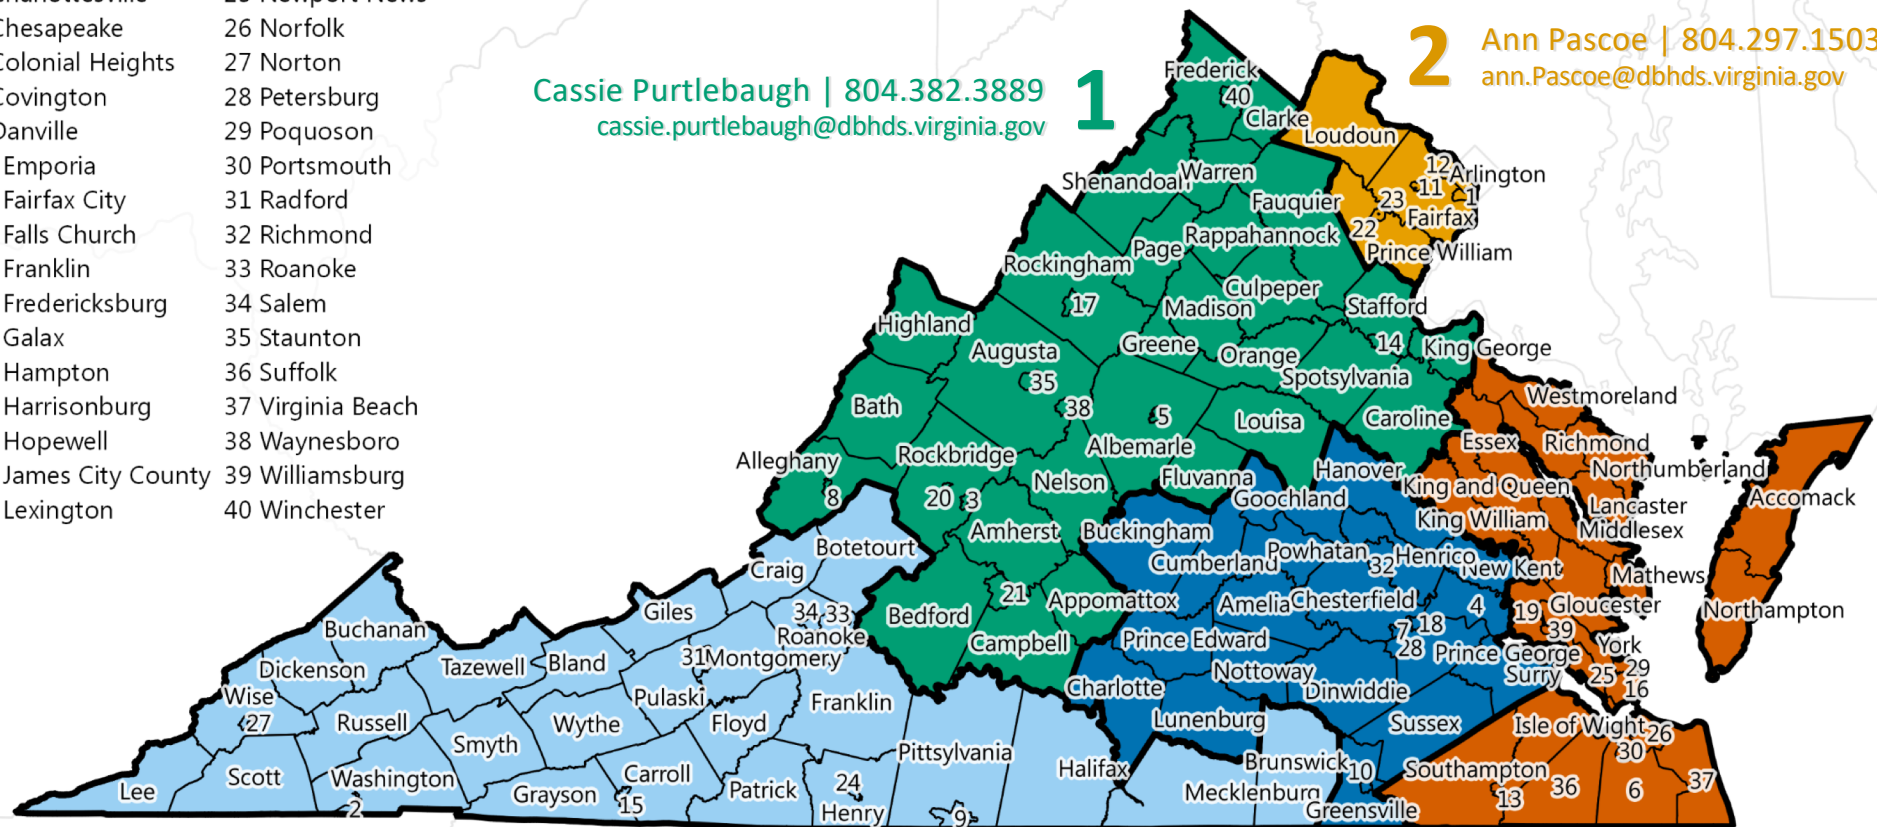 26 Norfolk
Colonial Heights 27 Norton
28 Petersburg
29 Poquoson
Emporia 30 Portsmouth
Fairfax City 31 Radford
Falls Church 32 Richmond
Franklin 33 Roanoke
Fredericksburg 34 Salem
Galax 35 Staunton
Hampton 36 Suffolk
Harrisonburg 37 Virginia Beach
Hopewell 38 Waynesboro
James City County 39 Williamsburg
Lexington 40 Winchester
Cassie Purtlebaugh | 804.382.3889
cassie.purtlebaugh@dbhds.virginia.gov
1
2
Ann Pascoe | 804.297.1503
ann.Pascoe@dbhds.virginia.gov
Frederick
40
Clarke
Loudoun
12
Arlington
11
1
Shenandoah
Warren
Fauquier
23
Fairfax
22
Prince William
Rappahannock
Page
Rockingham
17
Culpeper
Madison
Stafford
Highland
Augusta
Greene
Orange
14
King George
35
Spotsylvania
Westmoreland
Bath
38
5
Louisa
Caroline
Albemarle
Essex
Richmond
Alleghany
Rockbridge
Nelson
Fluvanna
Hanover
Northumberland
8
20
3
Goochland
King and Queen
Accomack
Lancaster
Amherst
Buckingham
King William
Middlesex
Botetourt
Craig
Cumberland
Powhatan
32
Henrico
New Kent
Mathews
Giles
34
33
Bedford
21
Appomattox
Amelia
Chesterfield
4
19
Gloucester
Northampton
Buchanan
Roanoke
Campbell
Prince Edward
7
18
28
Prince George
39
York
Dickenson
Tazewell
Bland
31
Montgomery
Nottoway
Surry
25
29
16
Wise
27
Russell
Pulaski
Franklin
Charlotte
Dinwiddie
Wythe
Floyd
Lunenburg
Sussex
Isle of Wight
26
30
Smyth
Pittsylvania
Halifax
Brunswick
10
Southampton
Lee
Scott
Washington
2
Grayson
Carroll
15
Patrick
24
Henry
9
Mecklenburg
Greensville
13
36
6
37